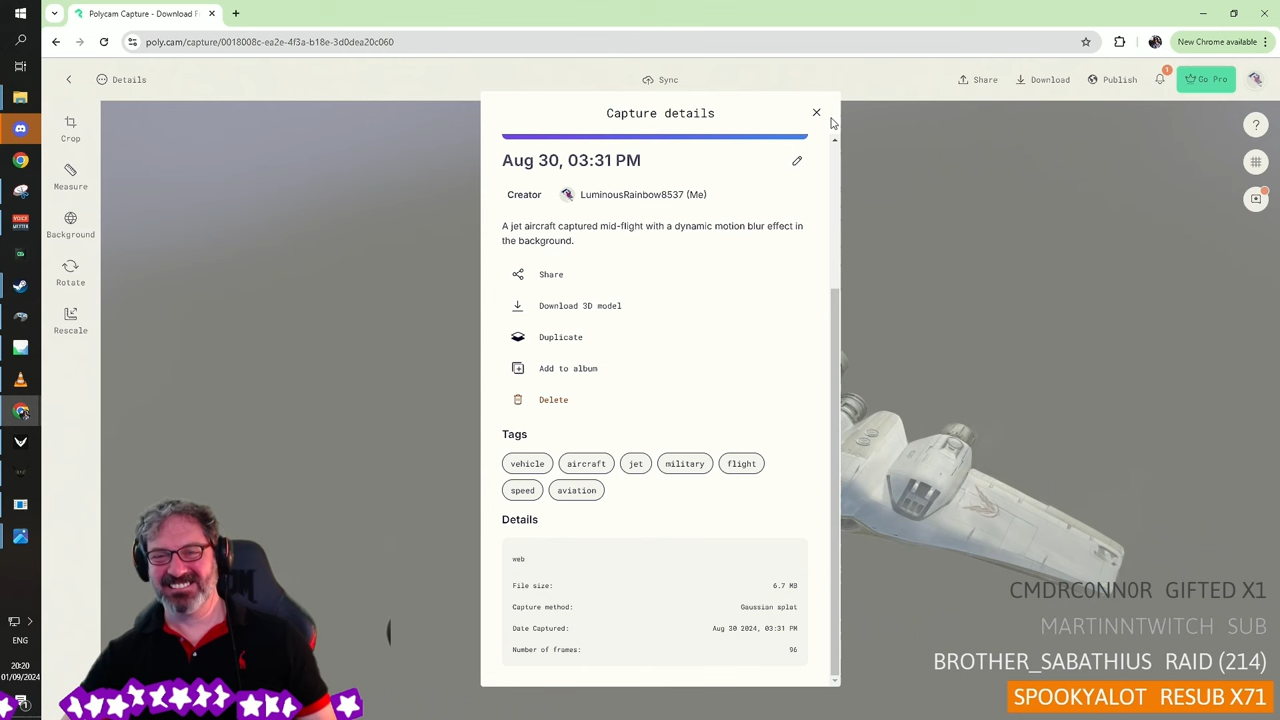 Polycam Capture - Download F
poly.cam/capture/0018008c-ea2e-4f3a-b18e-3d0dea20c060
New Chrome available
Details
Sync
Share
Download
Publish
1
Go Pro
Crop
Measure
Background
Rotate
Rescale
Capture details
Aug 30, 03:31 PM
Creator
LuminousRainbow8537 (Me)
A jet aircraft captured mid-flight with a dynamic motion blur effect in
the background.
Share
Download 3D model
Duplicate
Add to album
Delete
Tags
vehicle
aircraft
jet
military
flight
speed
aviation
Details
web
File size: 6.7 MB
Capture method: Gaussian splat
Date Captured: Aug 30 2024, 03:31 PM
Number of frames: 96
CMDRC0NN0R GIFTED X1
MARTINNTWITCH SUB
BROTHER_SABATHIUS RAID (214)
SPOOKYALOT RESUB X71
ENG
20:20
01/09/2024